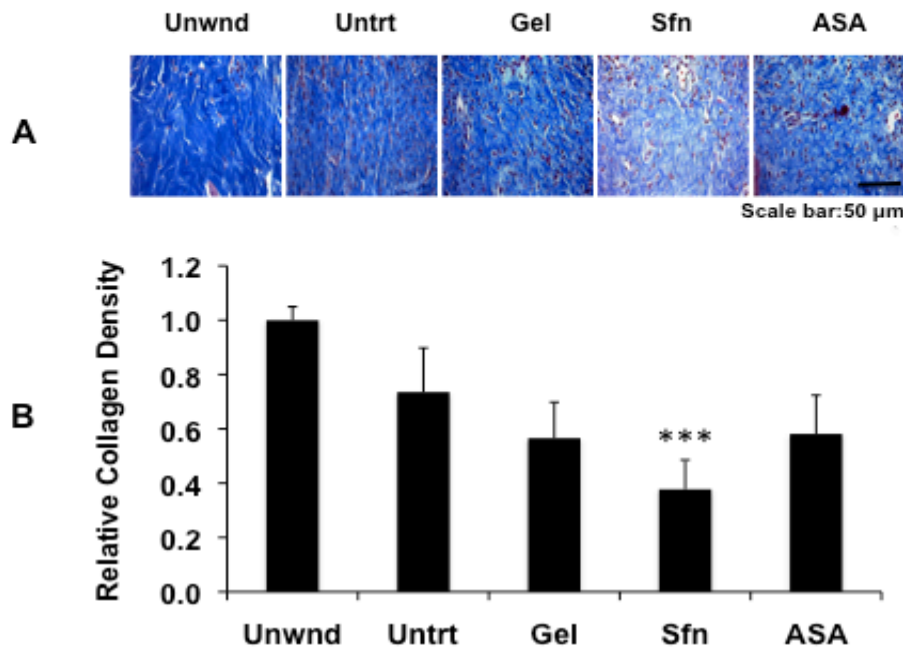 Unwnd Untrt Gel Sfn ASA
A
Scale bar:50 µm
B
Relative Collagen Density
1.2
1.0
0.8
0.6
0.4
0.2
0.0
***
Unwnd Untrt Gel Sfn ASA